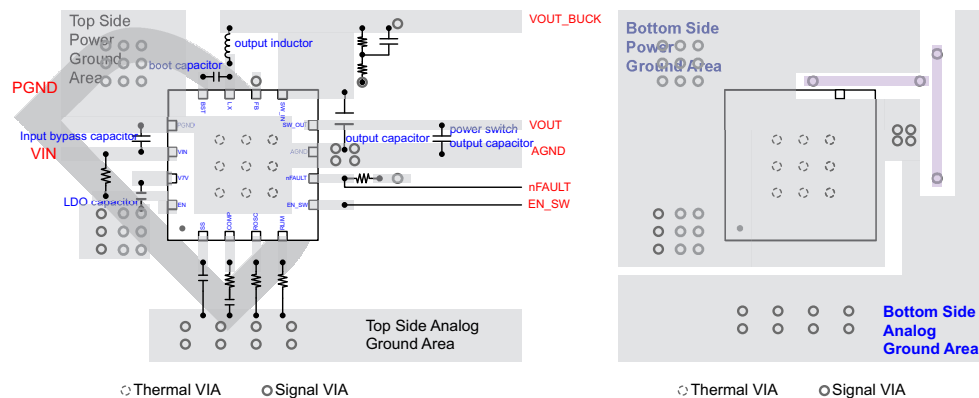 Top Side
Power
Ground
Area
VOUT_BUCK
output inductor
boot capacitor
PGND
BST
LX
FB
SW_IN
PGND
SW_OUT
VOUT
Input bypass capacitor
output capacitor
power switch
output capacitor
VIN
VIN
AGND
AGND
V7V
nFAULT
nFAULT
LDO capacitor
EN
EN_SW
EN_SW
SS
COMP
ROSC
RLIM
Top Side Analog
Ground Area
Thermal VIA
Signal VIA
Bottom Side
Power
Ground Area
Bottom Side
Analog
Ground Area
Thermal VIA
Signal VIA